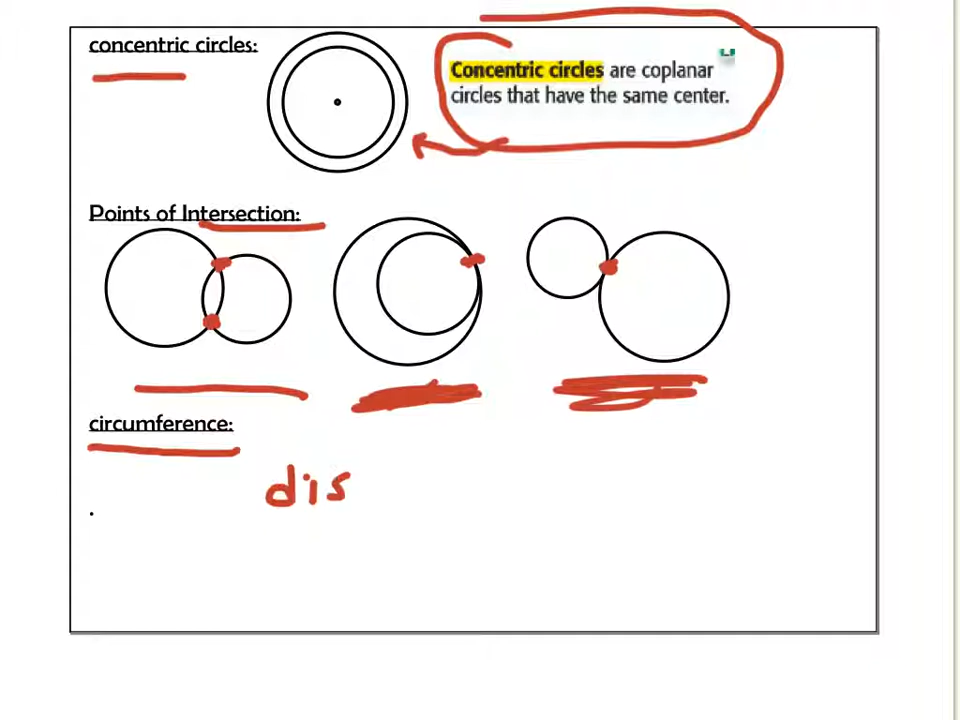 concentric circles:
Concentric circles are coplanar
circles that have the same center.
Points of Intersection:
circumference:
dis
.